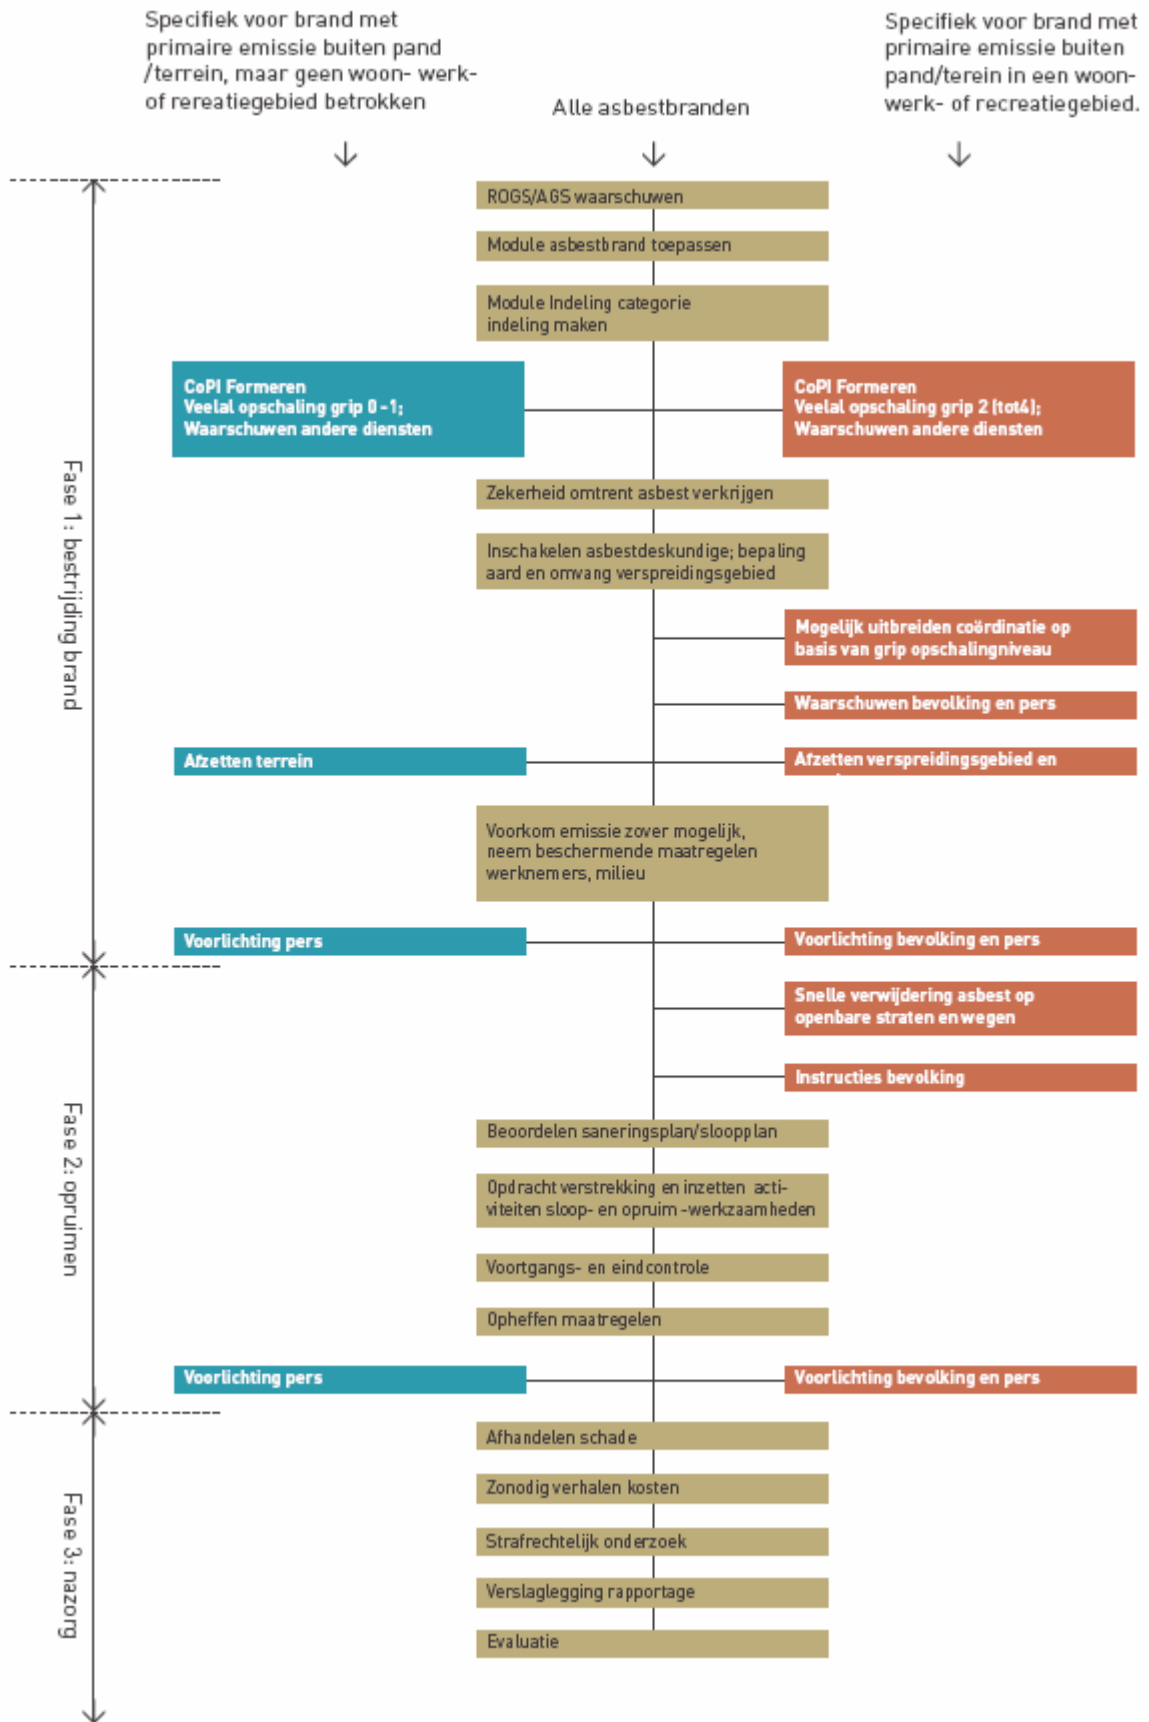 Specifiek voor brand met
primaire emissie buiten pand
/terrein, maar geen woon- werk-
of rereatiegebied betrokken
Alle asbestbranden
Specifiek voor brand met
primaire emissie buiten
pand/terein in een woon-
werk- of recreatiegebied.
Fase 1: bestrijding brand
ROGS/AGS waarschuwen
Module asbestbrand toepassen
Module Indeling categorie
indeling maken
CoPI Formeren
Veelal opschaling grip 0 -1;
Waarschuwen andere diensten
CoPI Formeren
Veelal opschaling grip 2 (tot4);
Waarschuwen andere diensten
Zekerheid omtrent asbest verkrijgen
Inschakelen asbestdeskundige; bepaling
aard en omvang verspreidingsgebied
Mogelijk uitbreiden coördinatie op
basis van grip opschalingniveau
Waarschuwen bevolking en pers
Afzetten terrein
Afzetten verspreidingsgebied en
Voorkom emissie zover mogelijk,
neem beschermende maatregelen
werknemers, milieu
Voorlichting pers
Voorlichting bevolking en pers
Fase 2: opruimen
Snelle verwijdering asbest op
openbare straten en wegen
Instructies bevolking
Beoordelen saneringsplan/sloopplan
Opdracht verstrekking en inzetten acti-
viteiten sloop- en opruim -werkzaamheden
Voortgangs- en eindcontrole
Opheffen maatregelen
Voorlichting pers
Voorlichting bevolking en pers
Fase 3: nazorg
Afhandelen schade
Zonodig verhalen kosten
Strafrechtelijk onderzoek
Verslaglegging rapportage
Evaluatie